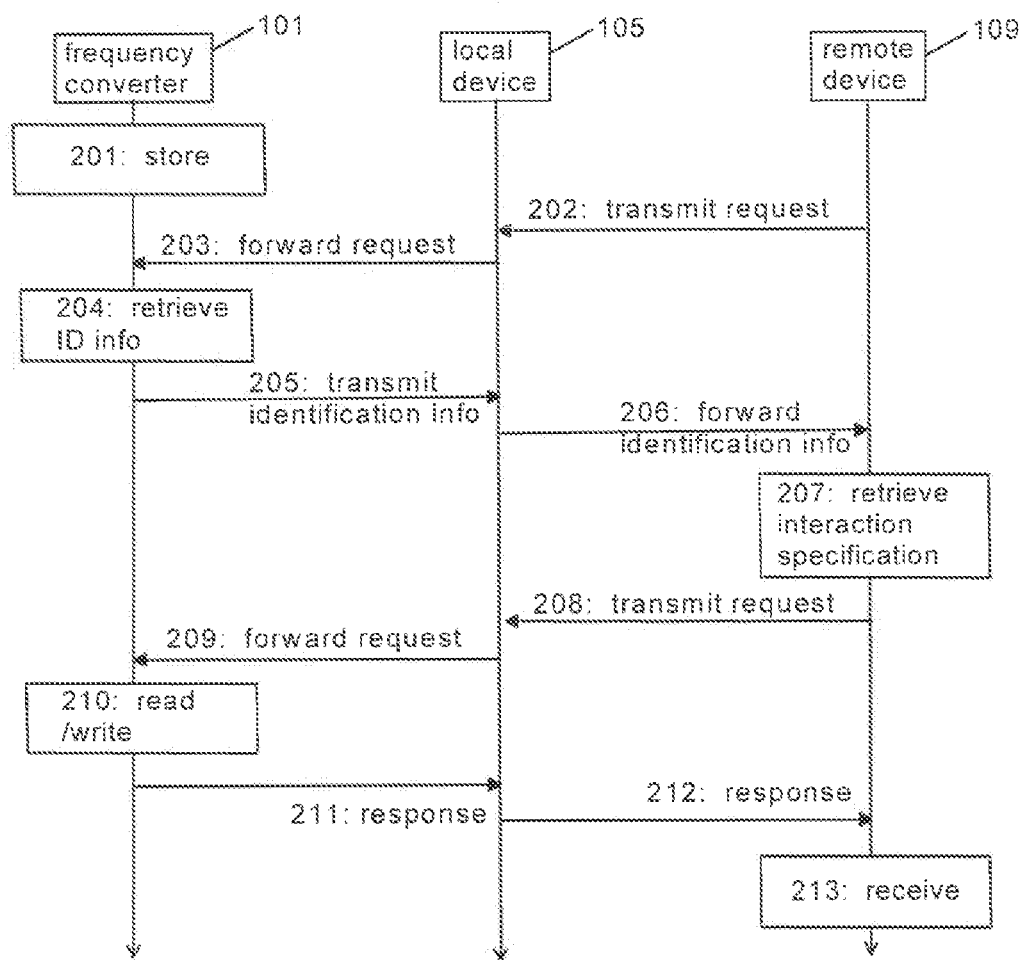 101
105
109
frequency
converter
local
device
remote
device
201: store
202: transmit request
203: forward request
204: retrieve
ID info
205: transmit
identification info
206: forward
identification info
207: retrieve
interaction
specification
208: transmit request
209: forward request
210: read
/write
211: response
212: response
213: receive